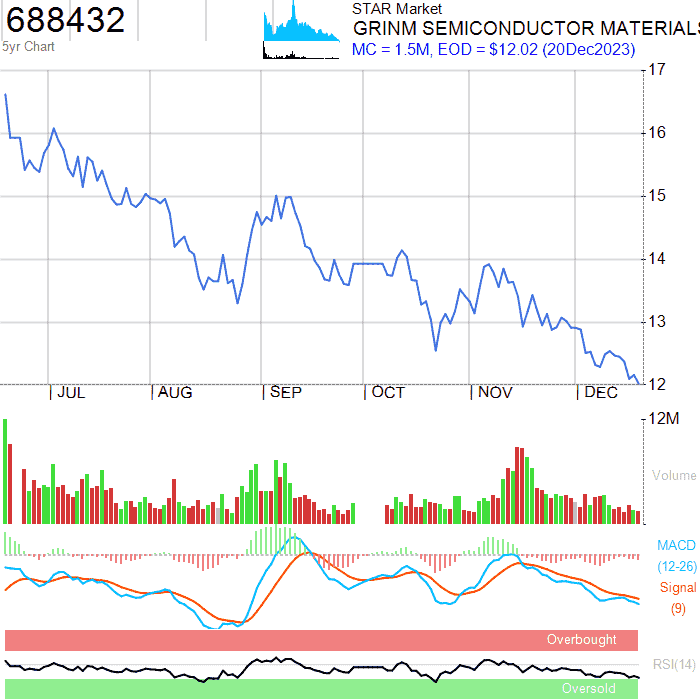 688432
5yr Chart
STAR Market
GRINM SEMICONDUCTOR MATERIALS
MC = 1.5M, EOD = $12.02 (20Dec2023)
17
16
15
14
13
12
JUL AUG SEP OCT NOV DEC
12M
Volume
MACD
(12-26)
Signal
(9)
Overbought
RSI(14)
Oversold